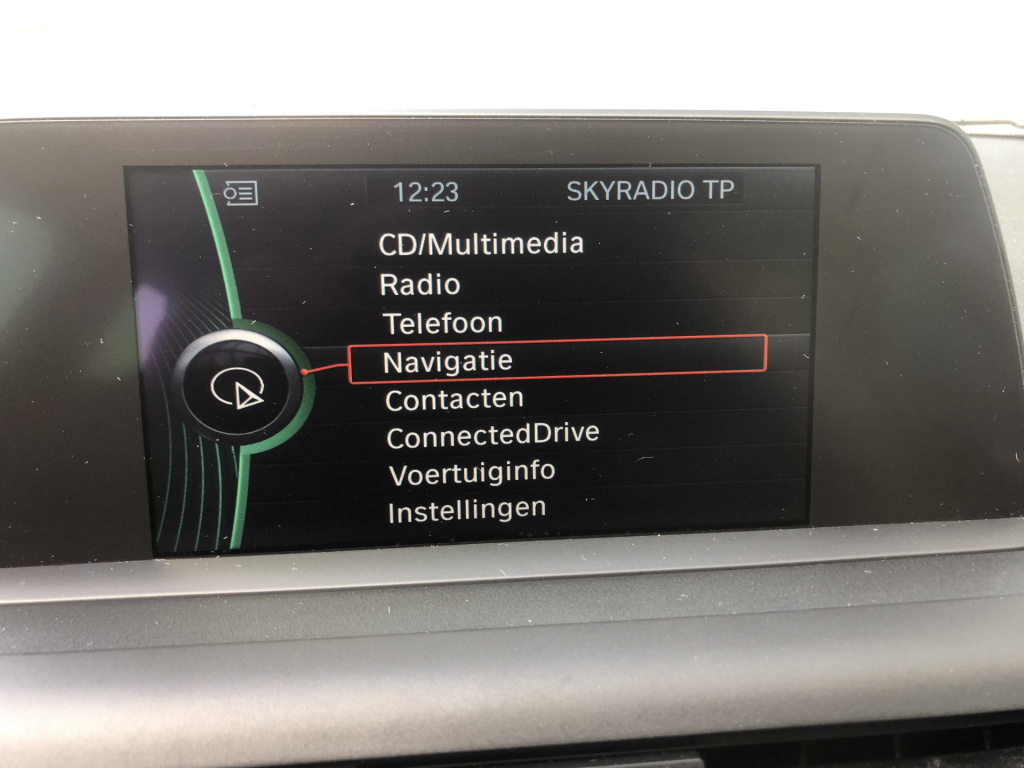 12:23 SKYRADIO TP
CD/Multimedia
Radio
Telefoon
Navigatie
Contacten
ConnectedDrive
Voertuiginfo
Instellingen